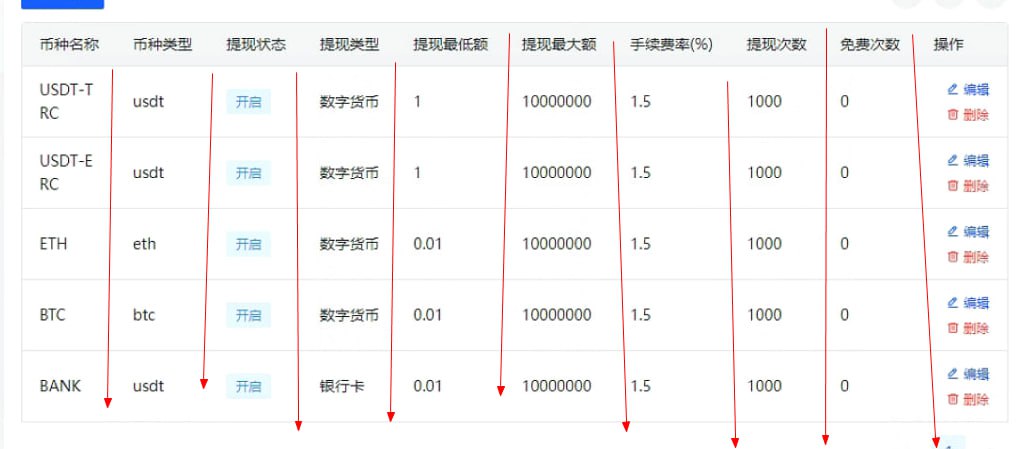 币种名称 币种类型 提现状态 提现类型 提现最低额 提现最大额 手续费率(%) 提现次数 免费次数 操作
USDT-T
RC usdt 开启 数字货币 1 10000000 1.5 1000 0 编辑
删除
USDT-E
RC usdt 开启 数字货币 1 10000000 1.5 1000 0 编辑
删除
ETH eth 开启 数字货币 0.01 10000000 1.5 1000 0 编辑
删除
BTC btc 开启 数字货币 0.01 10000000 1.5 1000 0 编辑
删除
BANK usdt 开启 银行卡 0.01 10000000 1.5 1000 0 编辑
删除